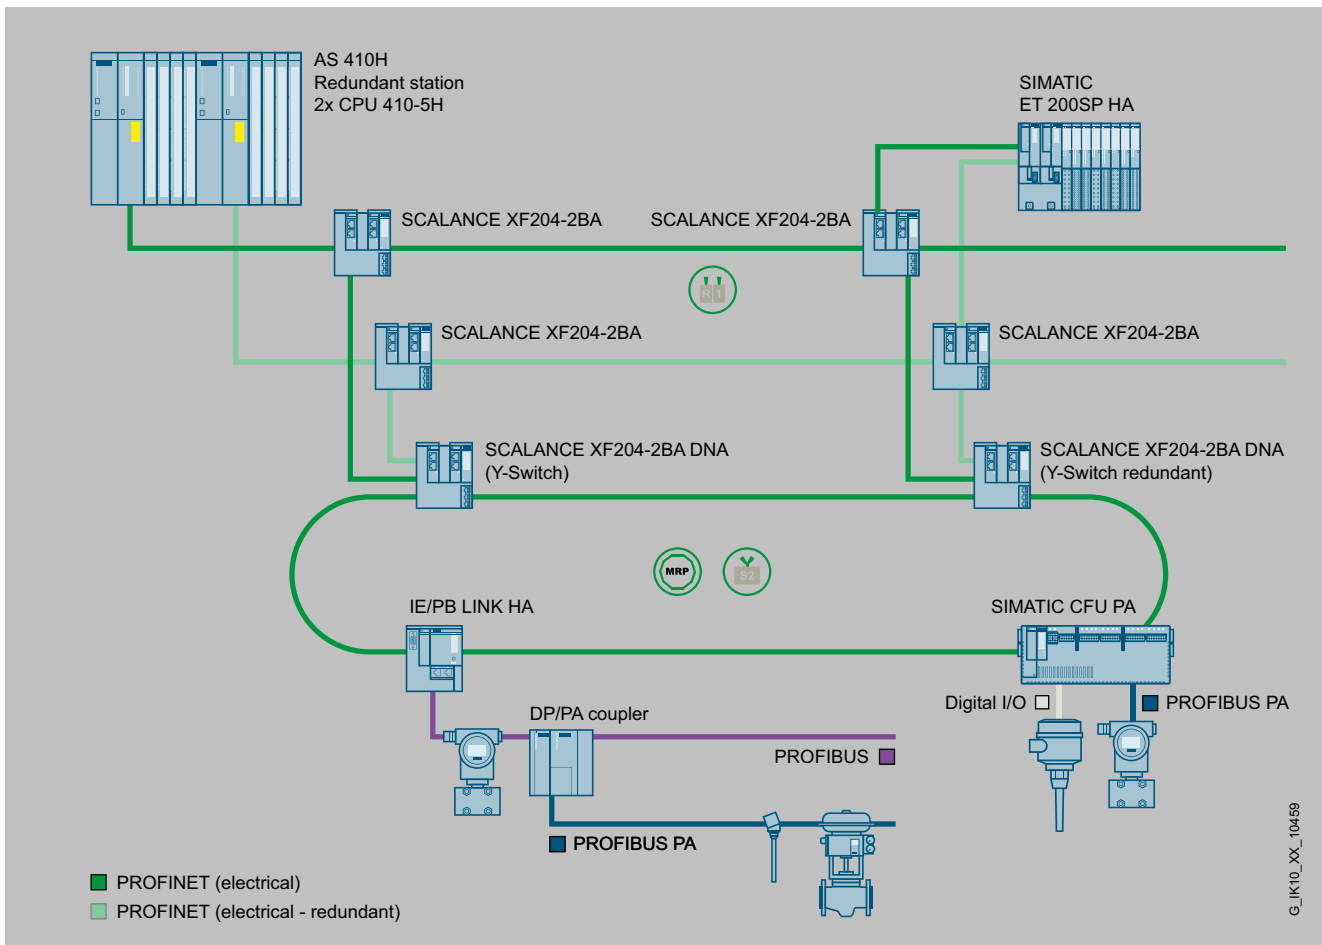 AS 410H
Redundant station
2x CPU 410-5H
SIMATIC
ET 200SP HA
SCALANCE XF204-2BA
SCALANCE XF204-2BA
R 1
SCALANCE XF204-2BA
SCALANCE XF204-2BA
SCALANCE XF204-2BA DNA
(Y-Switch)
SCALANCE XF204-2BA DNA
(Y-Switch redundant)
MRP
S2
IE/PB LINK HA
SIMATIC CFU PA
Digital I/O
PROFIBUS PA
DP/PA coupler
PROFIBUS
PROFIBUS PA
PROFINET (electrical)
PROFINET (electrical - redundant)
G_IK10_XX_10459